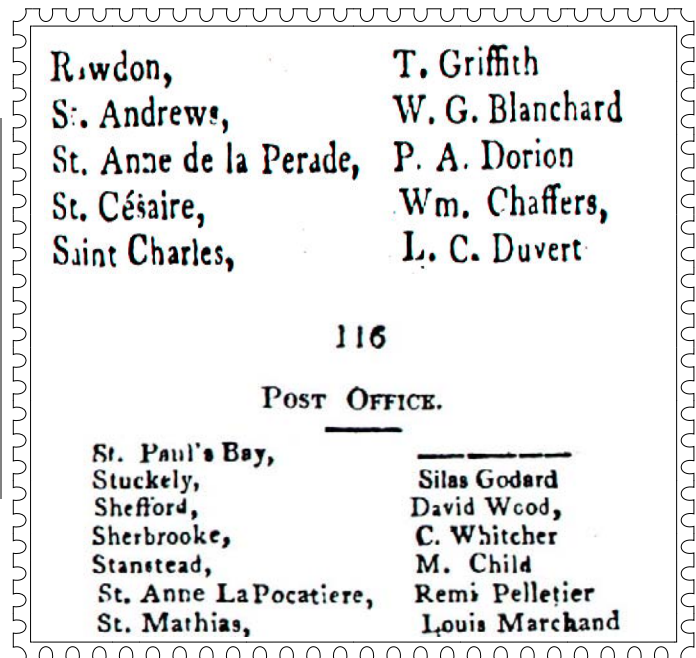 Rawdon, T. Griffith
St. Andrews, W. G. Blanchard
St. Anne de la Perade, P. A. Dorion
St. Césaire, Wm. Chaffers,
Saint Charles, L. C. Duvert
116
POST OFFICE.
St. Paul's Bay, ————
Stuckely, Silas Godard
Shefford, David Wood,
Sherbrooke, C. Whitcher
Stanstead, M. Child
St. Anne LaPocatiere, Remi Pelletier
St. Mathias, Louis Marchand